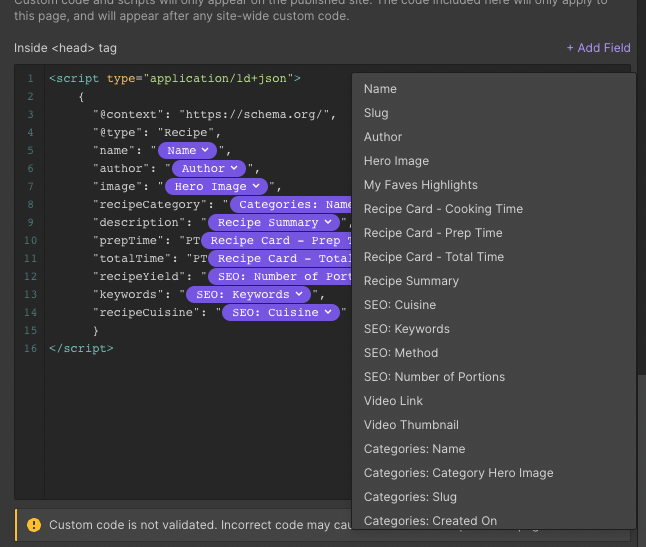 Custom code and scripts will only appear on the published site. The code included here will only apply to
this page, and will appear after any site-wide custom code.
Inside <head> tag
+ Add Field
1 <script type="application/ld+json">
2 {
3 "@context": "https://schema.org/",
4 "@type": "Recipe",
5 "name": "Name",
6 "author": "Author",
7 "image": "Hero Image",
8 "recipeCategory": "Categories: Name
9 "description": "Recipe Summary",
10 "prepTime": "PT Recipe Card - Prep T
11 "totalTime": "PT Recipe Card - Total
12 "recipeYield": "SEO: Number of Port
13 "keywords": "SEO: Keywords",
14 "recipeCuisine": "SEO: Cuisine"
15 }
16 </script>
Name
Slug
Author
Hero Image
My Faves Highlights
Recipe Card - Cooking Time
Recipe Card - Prep Time
Recipe Card - Total Time
Recipe Summary
SEO: Cuisine
SEO: Keywords
SEO: Method
SEO: Number of Portions
Video Link
Video Thumbnail
Categories: Name
Categories: Category Hero Image
Categories: Slug
Categories: Created On
Custom code is not validated. Incorrect code may cau